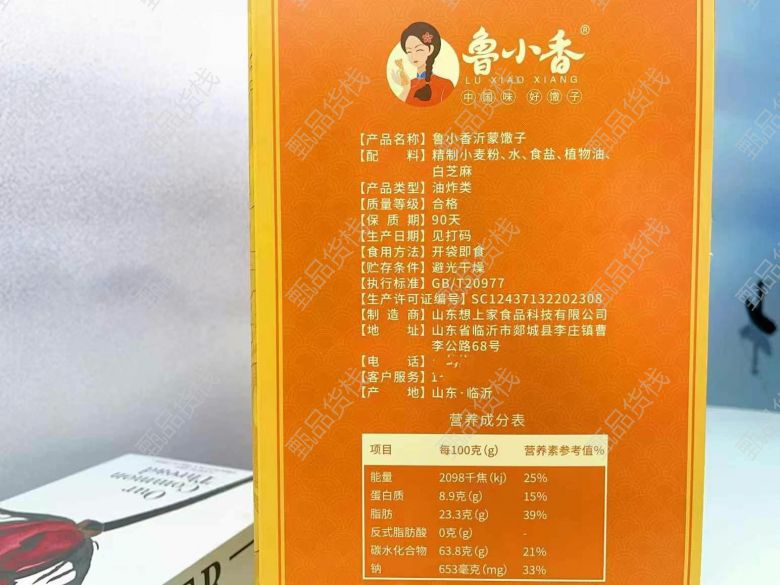 鲁小香®
LU XIAO XIANG
中国味 好馓子
【产品名称】鲁小香沂蒙馓子
【配 料】精制小麦粉、水、食盐、植物油、
白芝麻
【产品类型】油炸类
【质量等级】合格
【保 质 期】90天
【生产日期】见打码
【食用方法】开袋即食
【贮存条件】避光干燥
【执行标准】GB/T20977
【生产许可证编号】SC12437132202308
【制 造 商】山东想上家食品科技有限公司
【地 址】山东省临沂市郯城县李庄镇曹
李公路68号
【电 话】
【客户服务】
【产 地】山东·临沂
营养成分表
项目 每100克(g) 营养素参考值%
能量 2098千焦(kj) 25%
蛋白质 8.9克(g) 15%
脂肪 23.3克(g) 39%
反式脂肪酸 0克(g) -
碳水化合物 63.8克(g) 21%
钠 653毫克(mg) 33%
Our
Common
Thread
甄品货栈